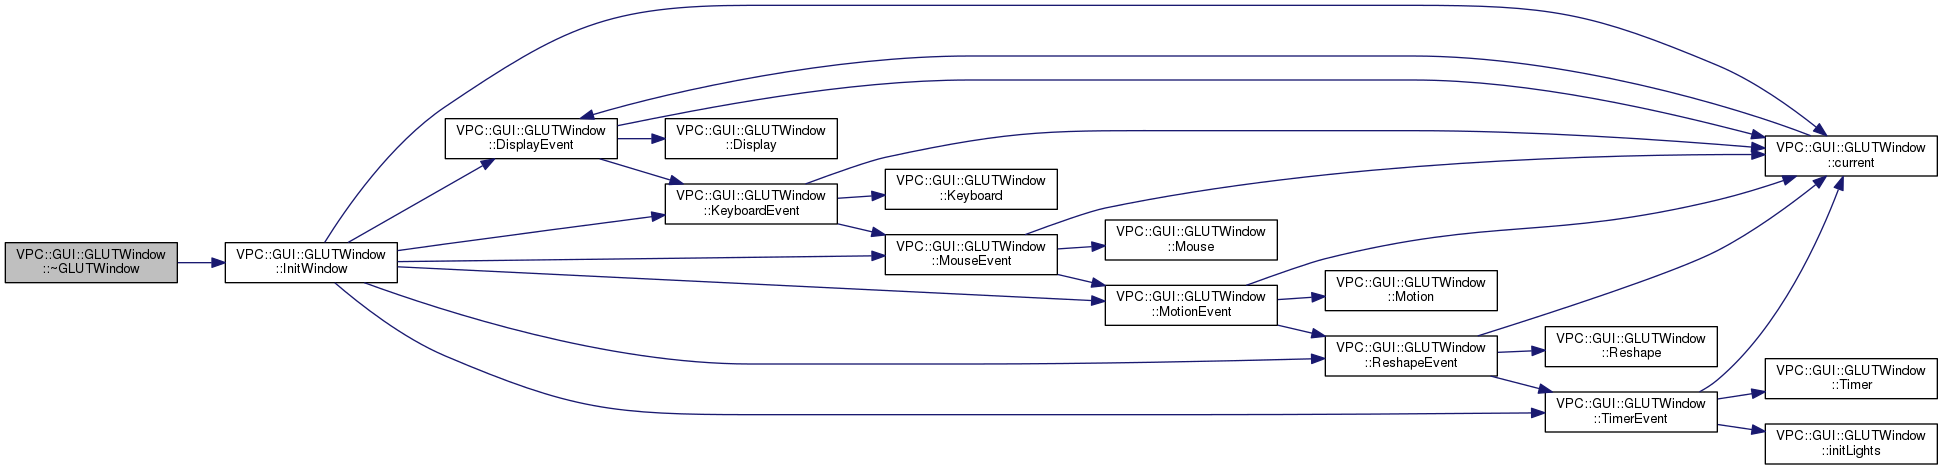 VPC::GUI::GLUTWindow
::~GLUTWindow
VPC::GUI::GLUTWindow
::InitWindow
VPC::GUI::GLUTWindow
::DisplayEvent
VPC::GUI::GLUTWindow
::Display
VPC::GUI::GLUTWindow
::KeyboardEvent
VPC::GUI::GLUTWindow
::Keyboard
VPC::GUI::GLUTWindow
::MouseEvent
VPC::GUI::GLUTWindow
::Mouse
VPC::GUI::GLUTWindow
::MotionEvent
VPC::GUI::GLUTWindow
::Motion
VPC::GUI::GLUTWindow
::ReshapeEvent
VPC::GUI::GLUTWindow
::Reshape
VPC::GUI::GLUTWindow
::TimerEvent
VPC::GUI::GLUTWindow
::current
VPC::GUI::GLUTWindow
::Timer
VPC::GUI::GLUTWindow
::initLights